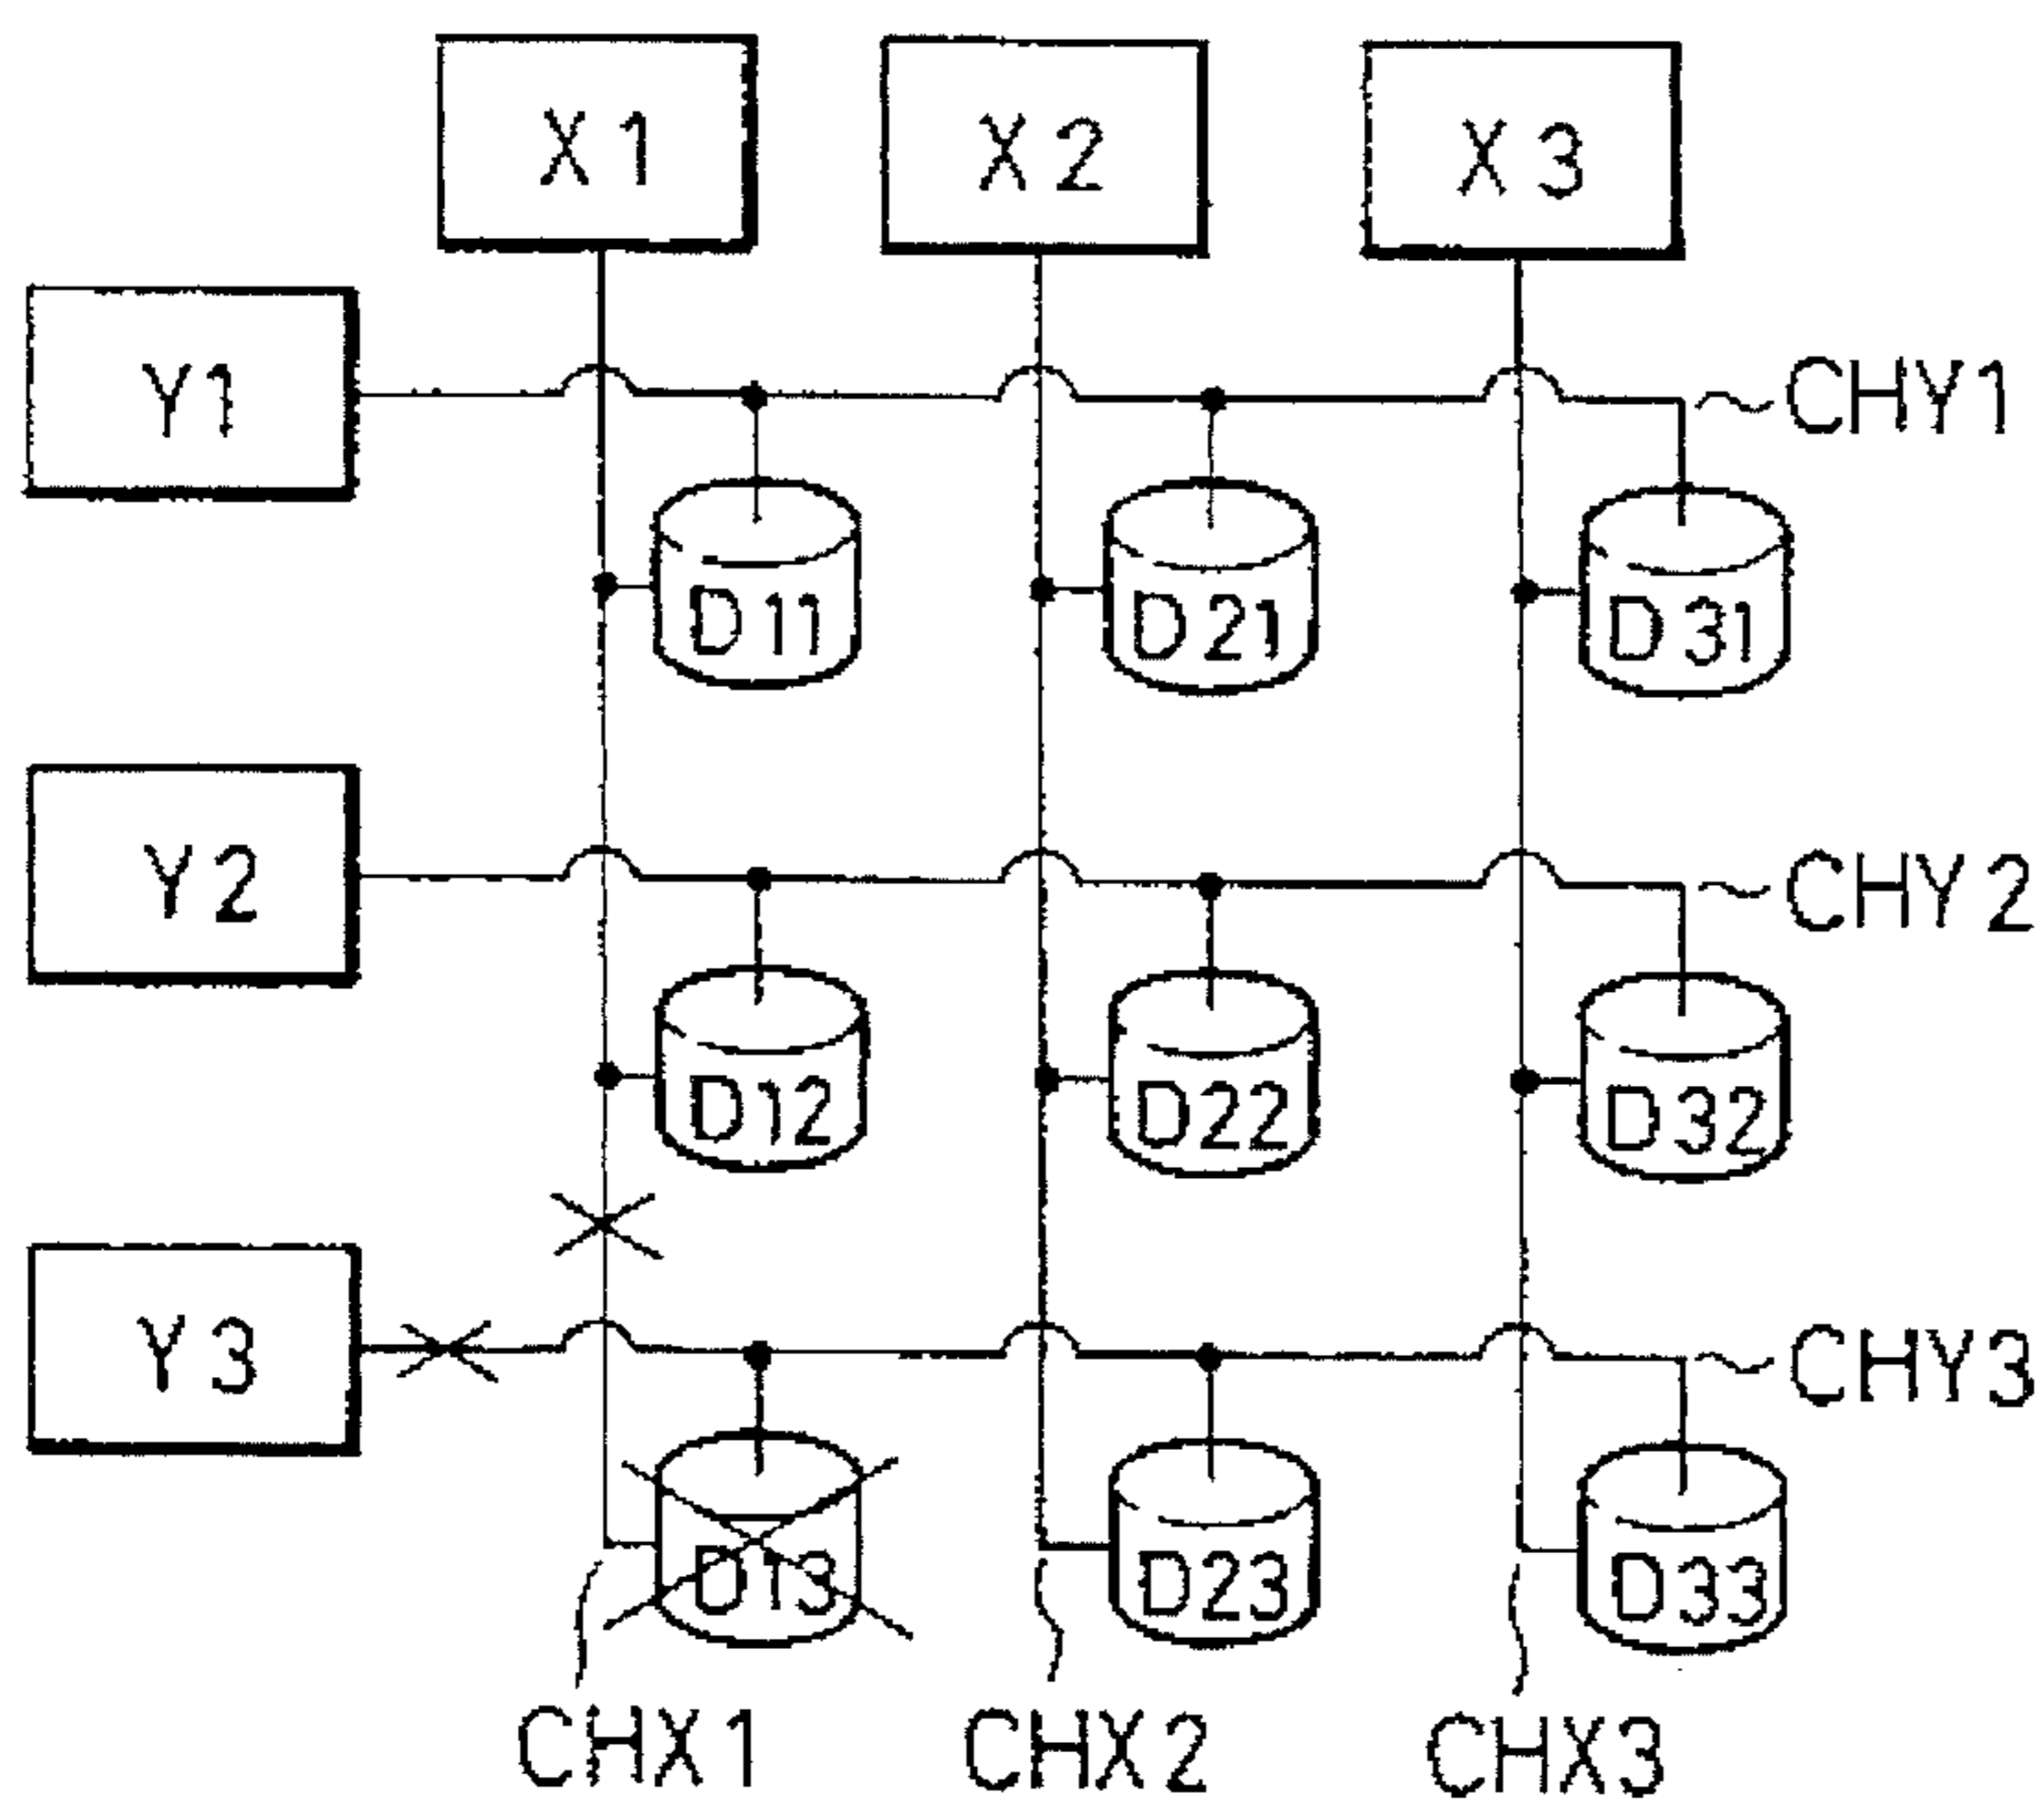 X1 X2 X3
Y1 CHY1
D11 D21 D31
Y2 CHY2
D12 D22 D32
Y3 CHY3
D13 D23 D33
CHX1 CHX2 CHX3